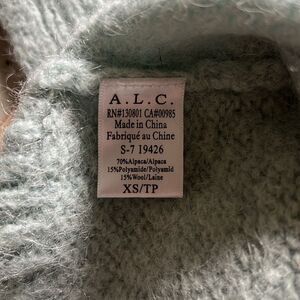 A.L.C.
RN#130801 CA#00985
Made in China
Fabriqué au Chine
S-7 19426
70%Alpaca/Alpaca
15%Polyamide/Polyamid
15%Wool/Laine
XS/TP